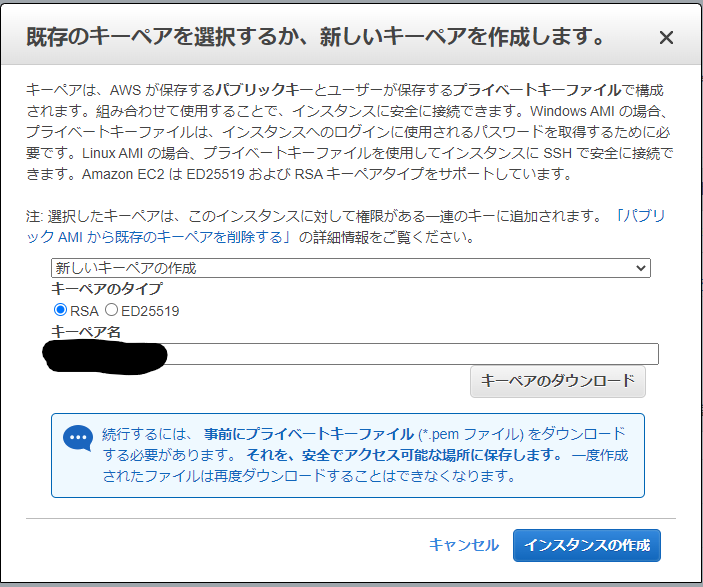 既存のキーペアを選択するか、新しいキーペアを作成します。
キーペアは、AWS が保存するパブリックキーとユーザーが保存するプライベートキーファイルで構成
されます。組み合わせて使用することで、インスタンスに安全に接続できます。Windows AMI の場合、
プライベートキーファイルは、インスタンスへのログインに使用されるパスワードを取得するために必
要です。Linux AMI の場合、プライベートキーファイルを使用してインスタンスに SSH で安全に接続で
きます。Amazon EC2 は ED25519 および RSA キーペアタイプをサポートしています。
注: 選択したキーペアは、このインスタンスに対して権限がある一連のキーに追加されます。「パブリ
ック AMI から既存のキーペアを削除する」 の詳細情報をご覧ください。
新しいキーペアの作成
キーペアのタイプ
RSA ED25519
キーペア名
キーペアのダウンロード
続行するには、 事前にプライベートキーファイル (*.pem ファイル) をダウンロード
する必要があります。 それを、安全でアクセス可能な場所に保存します。 一度作成
されたファイルは再度ダウンロードすることはできなくなります。
キャンセル インスタンスの作成